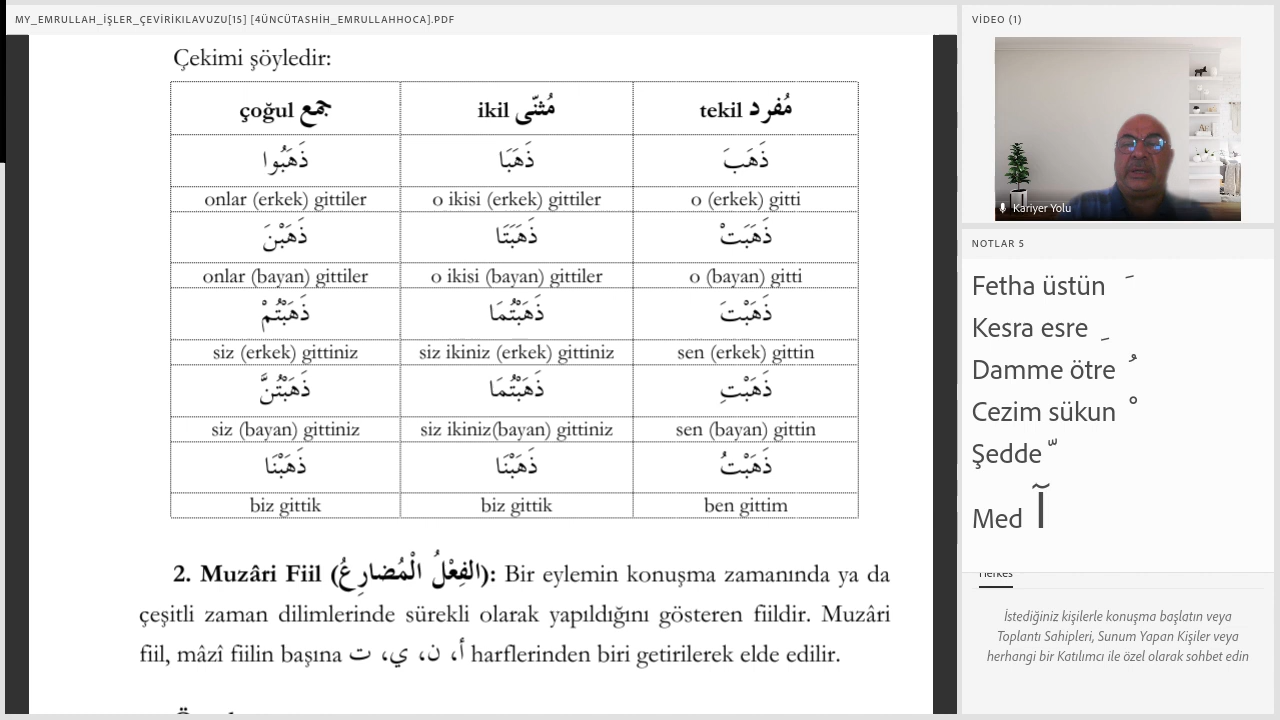 MY_EMRULLAH_İŞLER_ÇEVİRİKILAVUZU[15] [4ÜNCÜTASHİH_EMRULLAHHOCA].PDF
Çekimi şöyledir:
çoğul جمع ikil مُثنّى tekil مُفرد
ذَهَبُوا ذَهَبَا ذَهَبَ
onlar (erkek) gittiler o ikisi (erkek) gittiler o (erkek) gitti
ذَهَبْنَ ذَهَبَتَا ذَهَبَتْ
onlar (bayan) gittiler o ikisi (bayan) gittiler o (bayan) gitti
ذَهَبْتُمْ ذَهَبْتُمَا ذَهَبْتَ
siz (erkek) gittiniz siz ikiniz (erkek) gittiniz sen (erkek) gittin
ذَهَبْتُنَّ ذَهَبْتُمَا ذَهَبْتِ
siz (bayan) gittiniz siz ikiniz(bayan) gittiniz sen (bayan) gittin
ذَهَبْنَا ذَهَبْنَا ذَهَبْتُ
biz gittik biz gittik ben gittim
2. Muzâri Fiil (الفِعْلُ الْمُضارِعُ): Bir eylemin konuşma zamanında ya da
çeşitli zaman dilimlerinde sürekli olarak yapıldığını gösteren fiildir. Muzâri
fiil, mâzî fiilin başına أ، ن، ي، ت harflerinden biri getirilerek elde edilir.
VİDEO (1)
Kariyer Yolu
NOTLAR 5
Fetha üstün َ
Kesra esre ِ
Damme ötre ُ
Cezim sükun ْ
Şedde ّ
Med آ
Herkes
İstediğiniz kişilerle konuşma başlatın veya
Toplantı Sahipleri, Sunum Yapan Kişiler veya
herhangi bir Katılımcı ile özel olarak sohbet edin